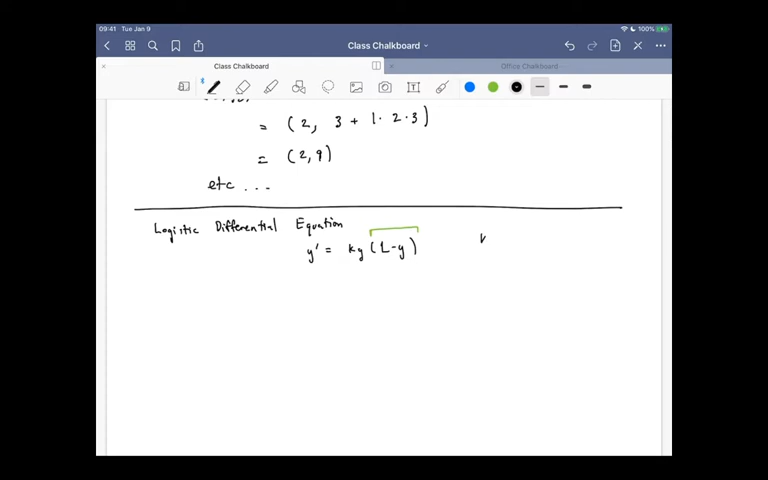 09:41 Tue Jan 9
100%
Class Chalkboard
Class Chalkboard
Office Chalkboard
= (2, 3 + 1· 2·3)
= (2,9)
etc ...
Logistic Differential Equation
y' = ky(L-y)